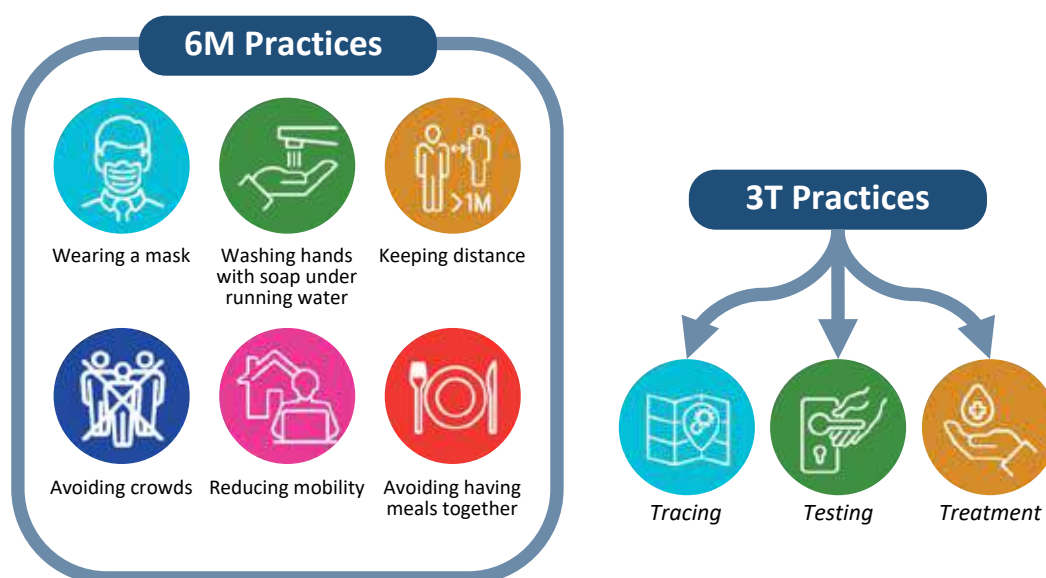 6M Practices
Wearing a mask
Washing hands
with soap under
running water
>1M
Keeping distance
Avoiding crowds
Reducing mobility
Avoiding having
meals together
3T Practices
Tracing
Testing
Treatment